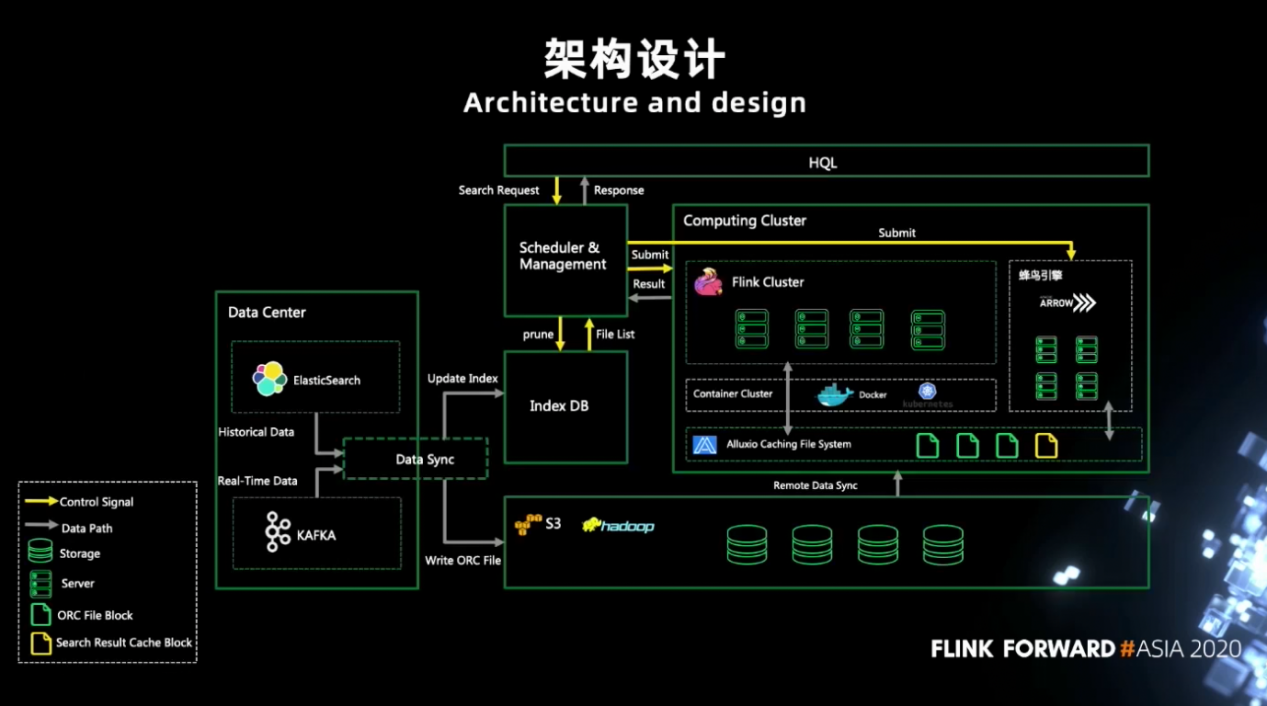 架构设计
Architecture and design
HQL
Search Request
Response
Scheduler &
Management
Submit
Result
prune
File List
Index DB
Computing Cluster
Submit
Flink Cluster
蜂鸟引擎
ARROW
Container Cluster
Docker
kubernetes
Alluxio Caching File System
Data Center
ElasticSearch
Historical Data
Real-Time Data
KAFKA
Data Sync
Update Index
Write ORC File
Remote Data Sync
S3
hadoop
Control Signal
Data Path
Storage
Server
ORC File Block
Search Result Cache Block
FLINK FORWARD #ASIA 2020